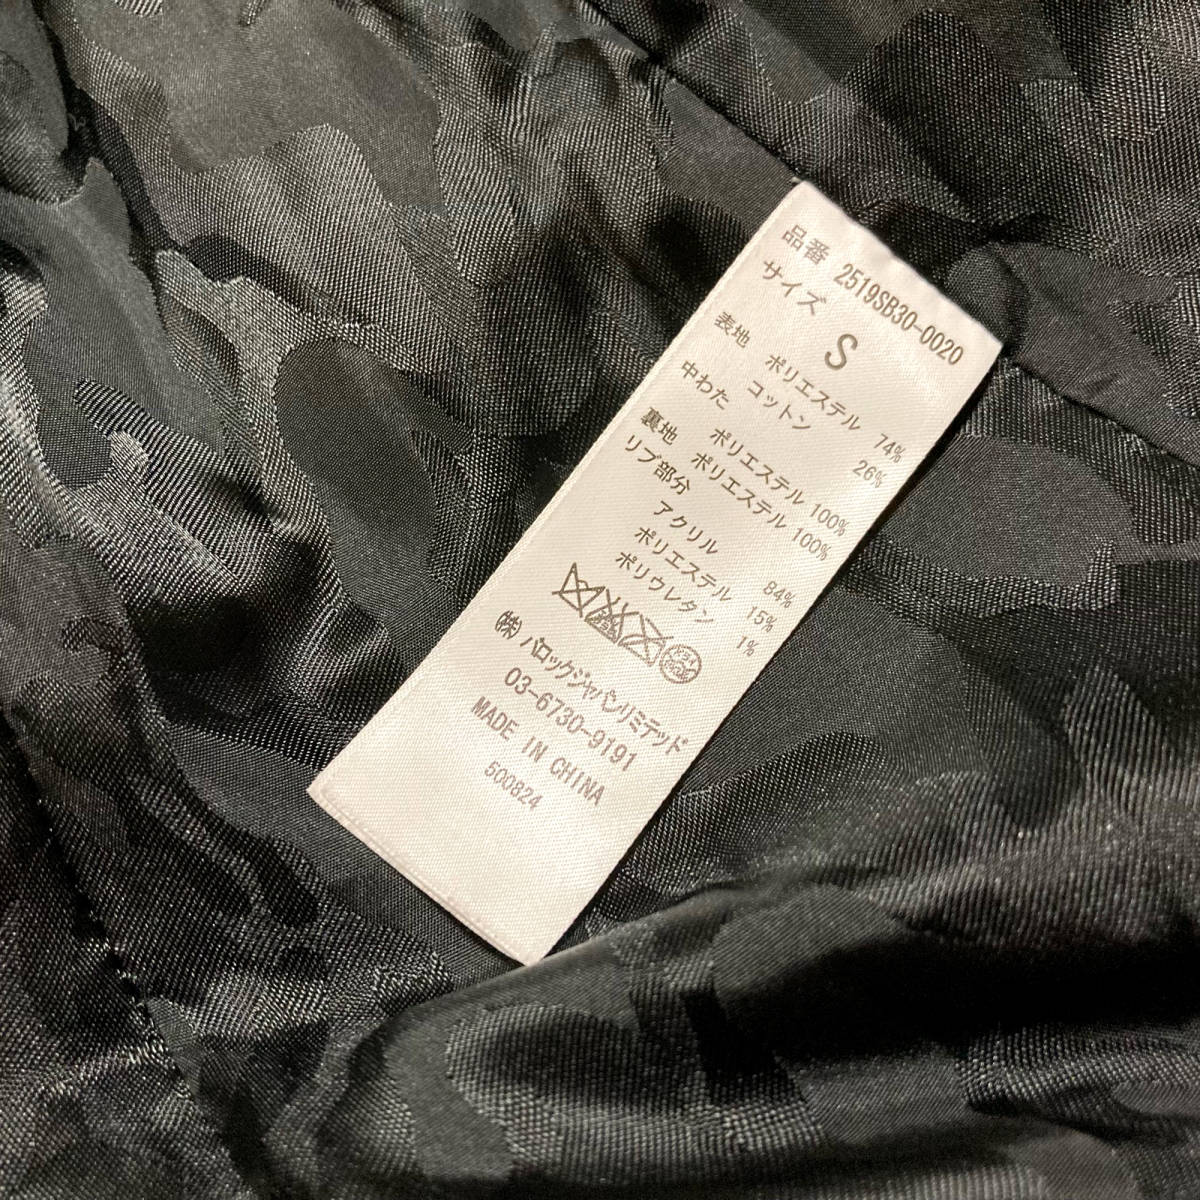 品番 2519SB30-0020
サイズ S
表地 ポリエステル 74%
コットン 26%
中わた ポリエステル 100%
裏地 ポリエステル 100%
リブ部分
アクリル 84%
ポリエステル 15%
ポリウレタン 1%
(株)バロックジャパンリミテッド
03-6730-9191
MADE IN CHINA
500824